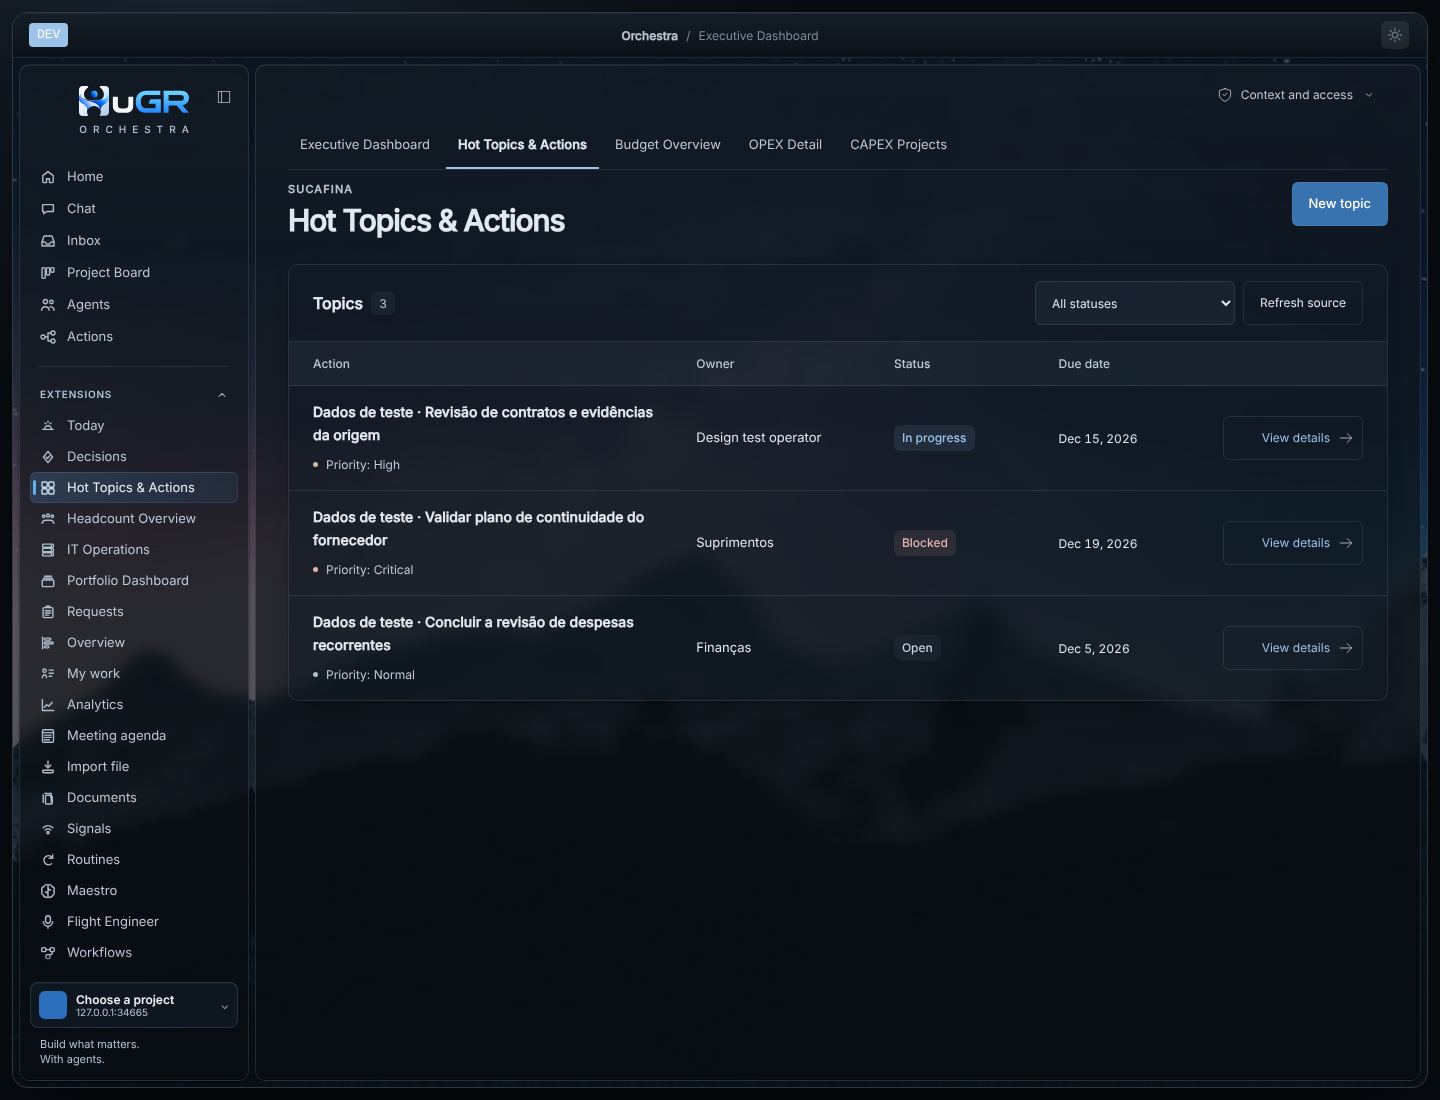 DEV
Orchestra / Executive Dashboard
HuGR
ORCHESTRA
Context and access
Home
Chat
Inbox
Project Board
Agents
Actions
EXTENSIONS
Today
Decisions
Hot Topics & Actions
Headcount Overview
IT Operations
Portfolio Dashboard
Requests
Overview
My work
Analytics
Meeting agenda
Import file
Documents
Signals
Routines
Maestro
Flight Engineer
Workflows
Choose a project
127.0.0.1:34665
Build what matters.
With agents.
Executive Dashboard Hot Topics & Actions Budget Overview OPEX Detail CAPEX Projects
SUCAFINA
Hot Topics & Actions
New topic
Topics 3
All statuses
Refresh source
Action Owner Status Due date
Dados de teste · Revisão de contratos e evidências
da origem
Priority: High
Design test operator
In progress
Dec 15, 2026
View details
Dados de teste · Validar plano de continuidade do
fornecedor
Priority: Critical
Suprimentos
Blocked
Dec 19, 2026
View details
Dados de teste · Concluir a revisão de despesas
recorrentes
Priority: Normal
Finanças
Open
Dec 5, 2026
View details